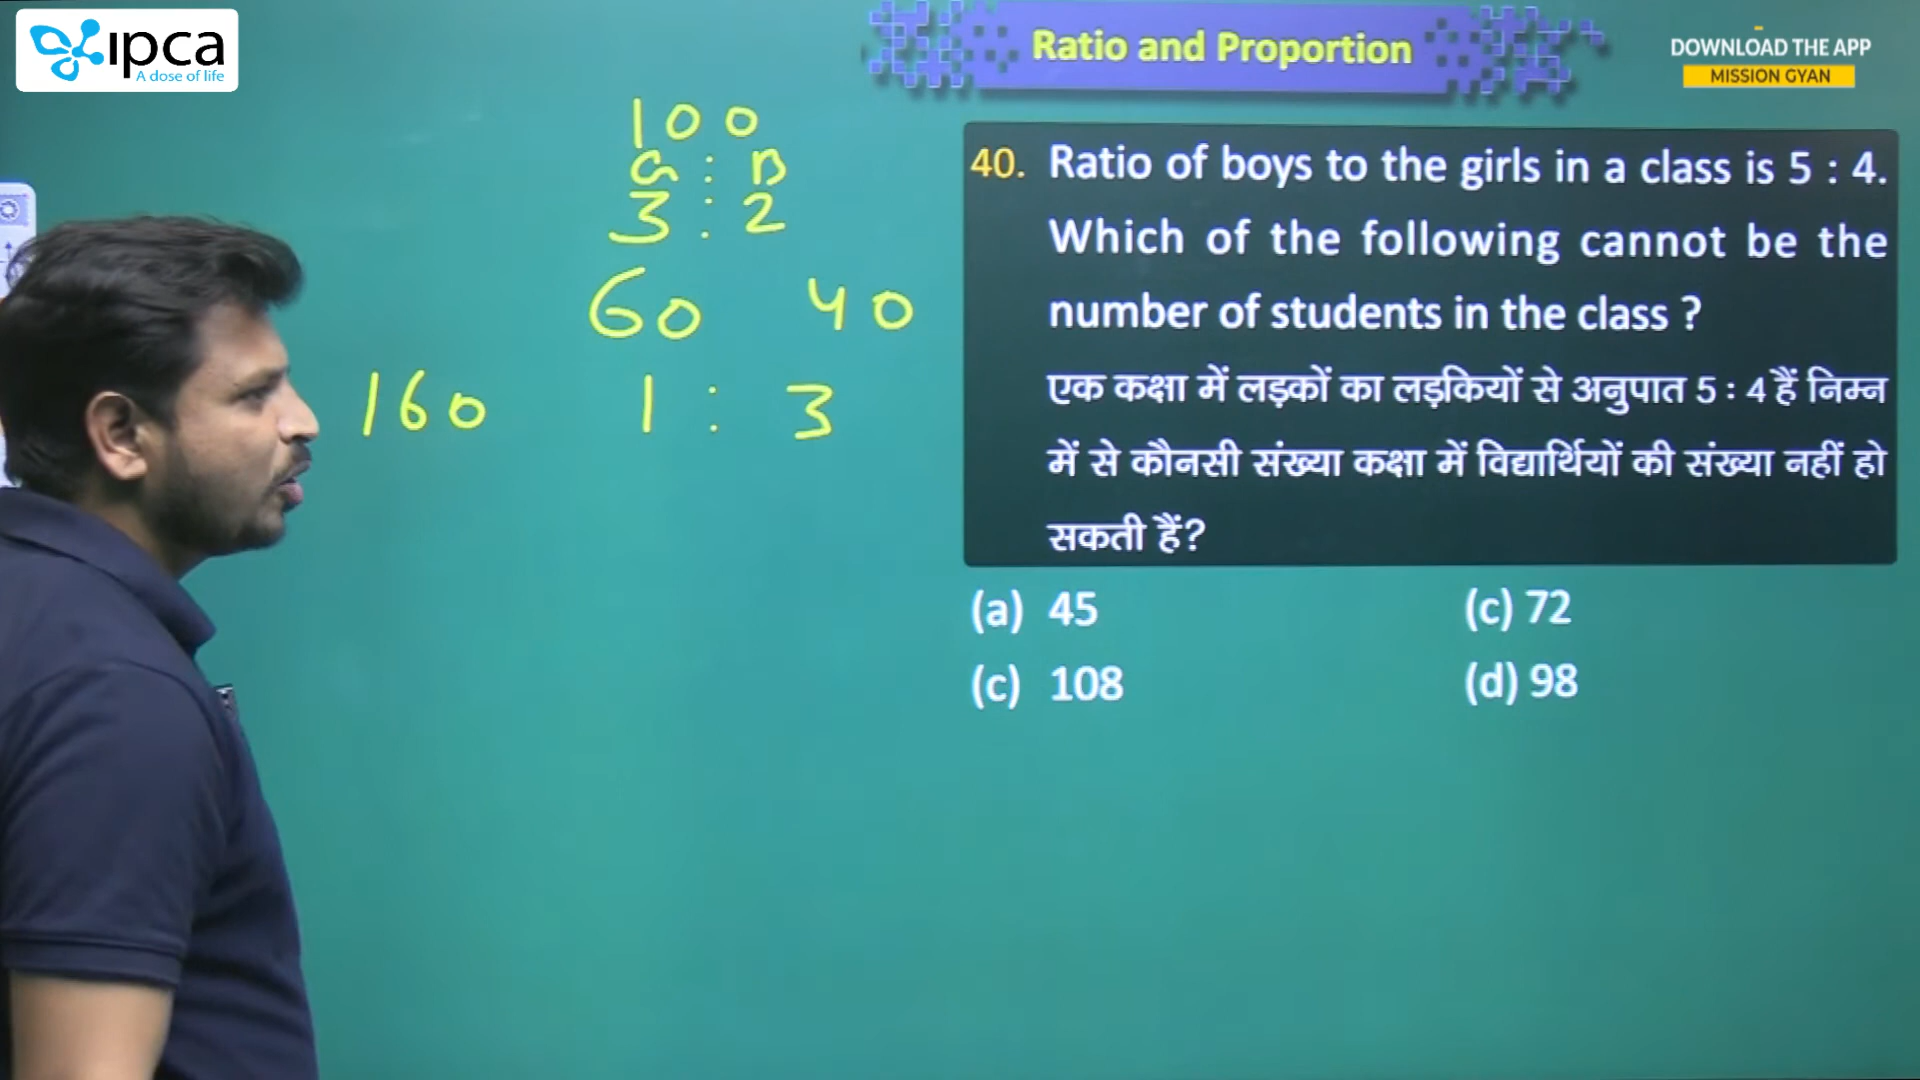 ipca
A dose of life
Ratio and Proportion
DOWNLOAD THE APP
MISSION GYAN
100
G : B
3 : 2
60 40
160 1 : 3
40. Ratio of boys to the girls in a class is 5 : 4.
Which of the following cannot be the
number of students in the class ?
एक कक्षा में लड़कों का लड़कियों से अनुपात 5 : 4 हैं निम्न
में से कौनसी संख्या कक्षा में विद्यार्थियों की संख्या नहीं हो
सकती हैं?
(a) 45 (c) 72
(c) 108 (d) 98